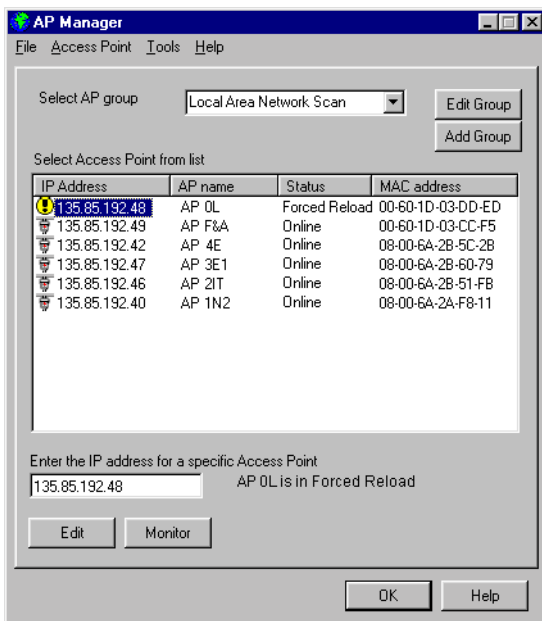 AP Manager
File Access Point Tools Help
Select AP group Local Area Network Scan Edit Group
Add Group
Select Access Point from list
IP Address AP name Status MAC address
135.85.192.48 AP 0L Forced Reload 00-60-1D-03-DD-ED
135.85.192.49 AP F&A Online 00-60-1D-03-CC-F5
135.85.192.42 AP 4E Online 08-00-6A-2B-5C-2B
135.85.192.47 AP 3E1 Online 08-00-6A-2B-60-79
135.85.192.46 AP 2IT Online 08-00-6A-2B-51-FB
135.85.192.40 AP 1N2 Online 08-00-6A-2A-F8-11
Enter the IP address for a specific Access Point
135.85.192.48 AP 0L is in Forced Reload
Edit Monitor
OK Help